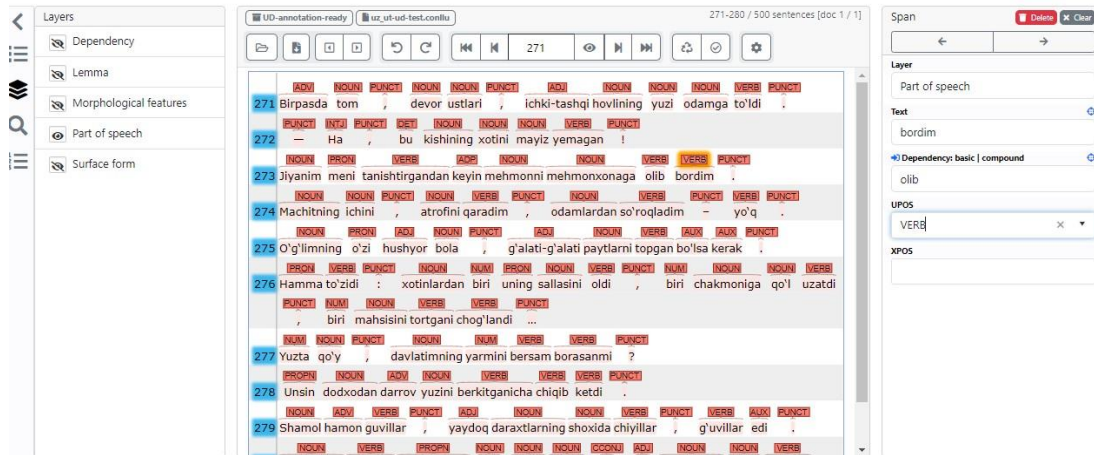 Layers
Dependency
Lemma
Morphological features
Part of speech
Surface form
UD-annotation-ready uz_ut-ud-test.conllu 271-280 / 500 sentences [doc 1 / 1]
271
ADV NOUN PUNCT NOUN NOUN PUNCT ADJ NOUN NOUN NOUN VERB PUNCT
271 Birpasda tom , devor ustlari , ichki-tashqi hovlining yuzi odamga to'ldi .
PUNCT INTJ PUNCT DET NOUN NOUN NOUN VERB PUNCT
272 — Ha , bu kishining xotini mayiz yemagan !
NOUN PRON VERB ADP NOUN NOUN VERB VERB PUNCT
273 Jiyanim meni tanishtirgandan keyin mehmonni mehmonxonaga olib bordim .
NOUN NOUN PUNCT NOUN VERB PUNCT NOUN VERB PUNCT VERB PUNCT
274 Machitning ichini , atrofini qaradim , odamlardan so'roqladim – yo'q .
NOUN PRON ADJ NOUN PUNCT ADJ NOUN VERB AUX AUX PUNCT
275 O'g'limning o'zi hushyor bola , g'alati-g'alati paytlarni topgan bo'lsa kerak .
PRON VERB PUNCT NOUN NUM PRON NOUN VERB PUNCT NUM NOUN NOUN VERB
276 Hamma to'zidi : xotinlardan biri uning sallasini oldi , biri chakmoniga qo'l uzatdi
PUNCT NUM NOUN VERB VERB PUNCT
, biri mahsisini tortgani chog'landi ...
NUM NOUN PUNCT NOUN NUM VERB VERB PUNCT
277 Yuzta qo'y , davlatimning yarmini bersam borasanmi ?
PROPN NOUN ADV NOUN VERB VERB VERB PUNCT
278 Unsin dodxodan darrov yuzini berkitganicha chiqib ketdi .
NOUN ADV VERB PUNCT ADJ NOUN NOUN VERB PUNCT VERB AUX PUNCT
279 Shamol hamon guvillar , yaydoq daraxtlarning shoxida chiyillar , g'uvillar edi .
NOUN VERB PROPN NOUN NOUN NOUN CCONJ ADJ NOUN NOUN VERB
Span Delete Clear
Layer
Part of speech
Text
bordim
Dependency: basic | compound
olib
UPOS
VERB
XPOS